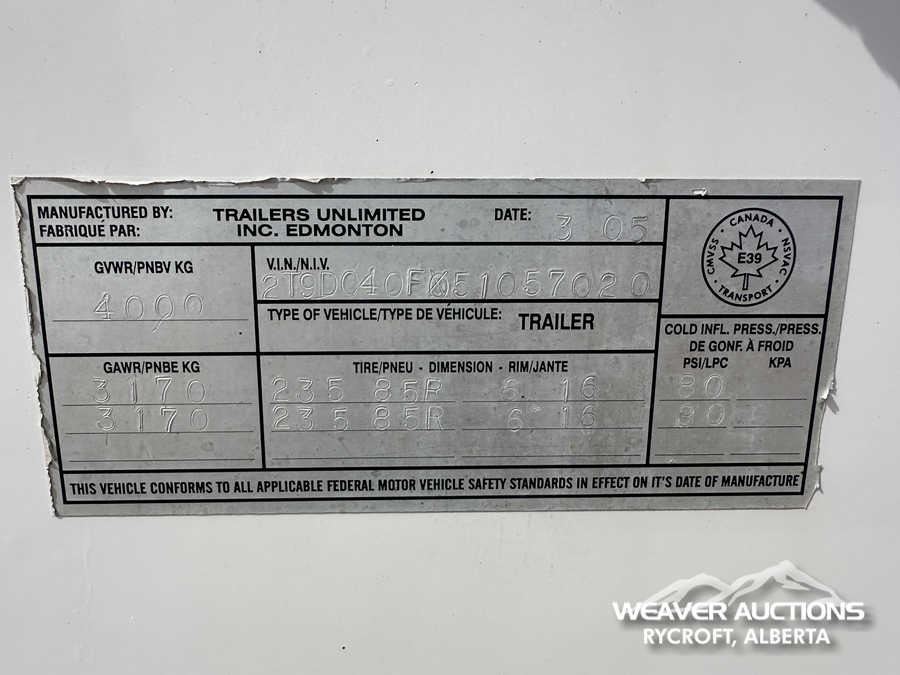 MANUFACTURED BY: TRAILERS UNLIMITED DATE: 3 05
FABRIQUÉ PAR: INC. EDMONTON
GVWR/PNBV KG
4090
V.I.N./N.I.V.
TYPE OF VEHICLE/TYPE DE VÉHICULE: TRAILER
CMVSS · CANADA NSVAC · TRANSPORT ·
E39
GAWR/PNBE KG
3170
3170
TIRE/PNEU - DIMENSION - RIM/JANTE
235 85R 6 16
235 85R 6 16
COLD INFL. PRESS./PRESS.
DE GONF. À FROID
PSI/LPC KPA
80
80
THIS VEHICLE CONFORMS TO ALL APPLICABLE FEDERAL MOTOR VEHICLE SAFETY STANDARDS IN EFFECT ON IT'S DATE OF MANUFACTURE
WEAVER AUCTIONS
RYCROFT, ALBERTA